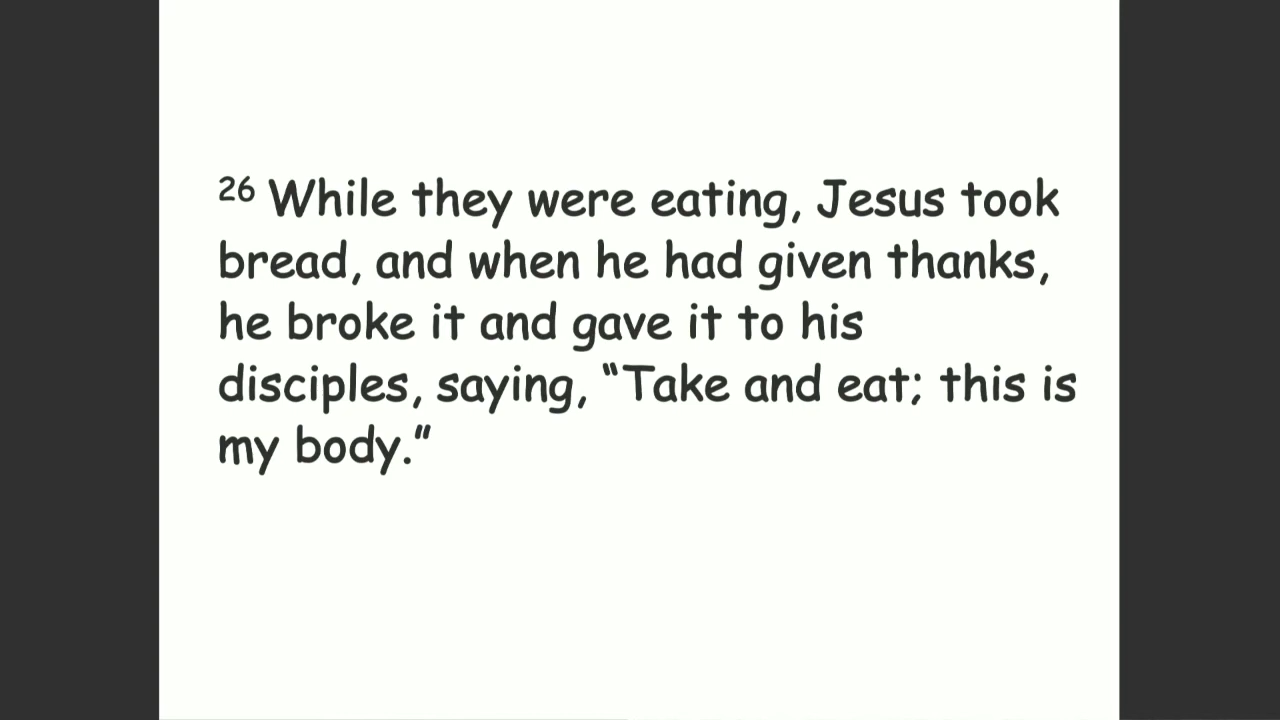 26 While they were eating, Jesus took
bread, and when he had given thanks,
he broke it and gave it to his
disciples, saying, “Take and eat; this is
my body.”